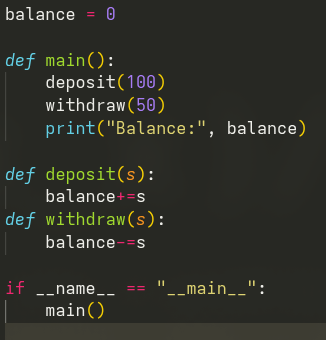 balance = 0
def main():
    deposit(100)
    withdraw(50)
    print("Balance:", balance)
def deposit(s):
    balance+=s
def withdraw(s):
    balance-=s
if __name__ == "__main__":
    main()